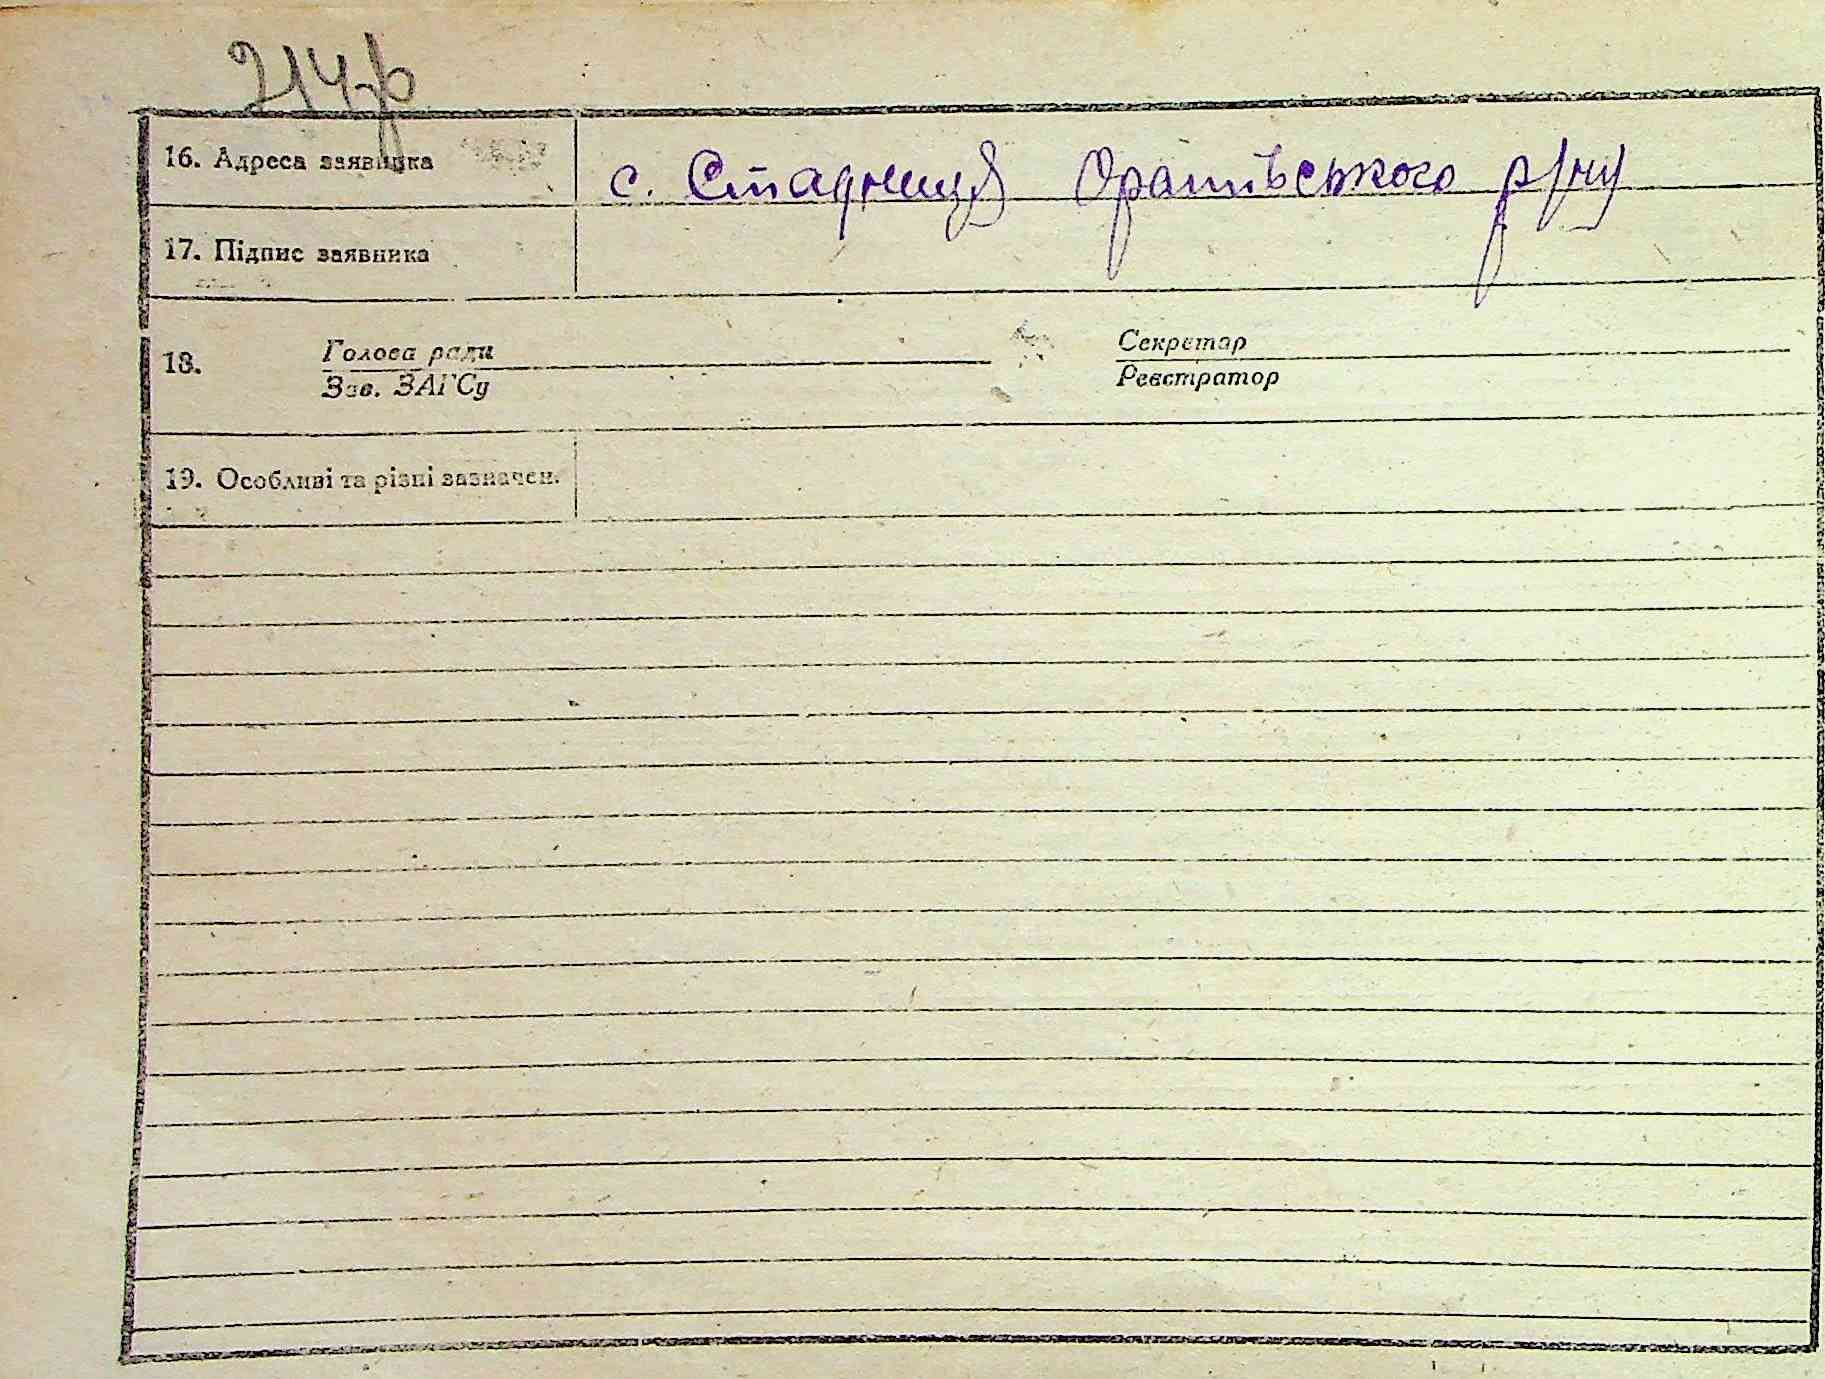 214зв
16. Адреса заявника с. Стадниця Оратівського р/ну
17. Підпис заявника
18. Голова ради Секретар
Зав. ЗАГСу Реєстратор
19. Особливі та різні зазначен.